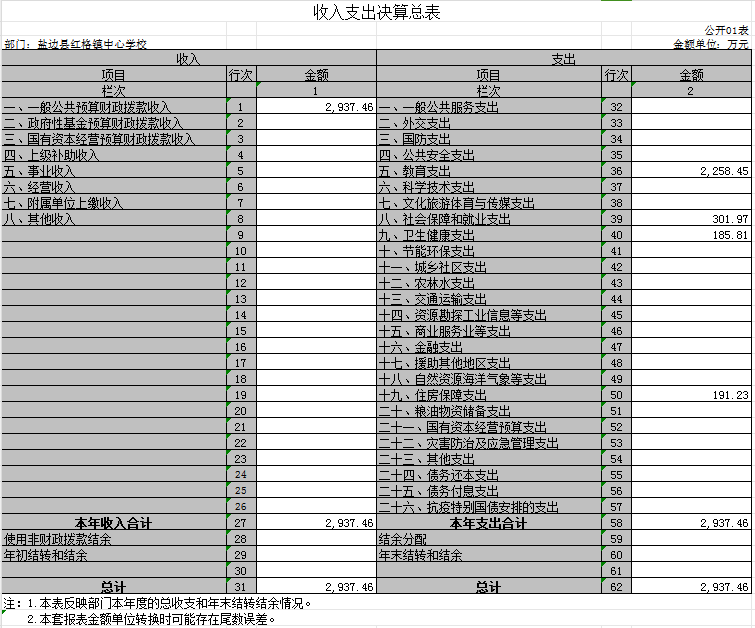 收入支出决算总表
公开01表
部门：盐边县红格镇中心学校 金额单位：万元
收入 支出
项目 行次 金额 项目 行次 金额
栏次 1 栏次 2
一、一般公共预算财政拨款收入 1 2,937.46 一、一般公共服务支出 32
二、政府性基金预算财政拨款收入 2 二、外交支出 33
三、国有资本经营预算财政拨款收入 3 三、国防支出 34
四、上级补助收入 4 四、公共安全支出 35
五、事业收入 5 五、教育支出 36 2,258.45
六、经营收入 6 六、科学技术支出 37
七、附属单位上缴收入 7 七、文化旅游体育与传媒支出 38
八、其他收入 8 八、社会保障和就业支出 39 301.97
9 九、卫生健康支出 40 185.81
10 十、节能环保支出 41
11 十一、城乡社区支出 42
12 十二、农林水支出 43
13 十三、交通运输支出 44
14 十四、资源勘探工业信息等支出 45
15 十五、商业服务业等支出 46
16 十六、金融支出 47
17 十七、援助其他地区支出 48
18 十八、自然资源海洋气象等支出 49
19 十九、住房保障支出 50 191.23
20 二十、粮油物资储备支出 51
21 二十一、国有资本经营预算支出 52
22 二十二、灾害防治及应急管理支出 53
23 二十三、其他支出 54
24 二十四、债务还本支出 55
25 二十五、债务付息支出 56
26 二十六、抗疫特别国债安排的支出 57
本年收入合计 27 2,937.46 本年支出合计 58 2,937.46
使用非财政拨款结余 28 结余分配 59
年初结转和结余 29 年末结转和结余 60
30 61
总计 31 2,937.46 总计 62 2,937.46
注：1.本表反映部门本年度的总收支和年末结转结余情况。
2.本套报表金额单位转换时可能存在尾数误差。